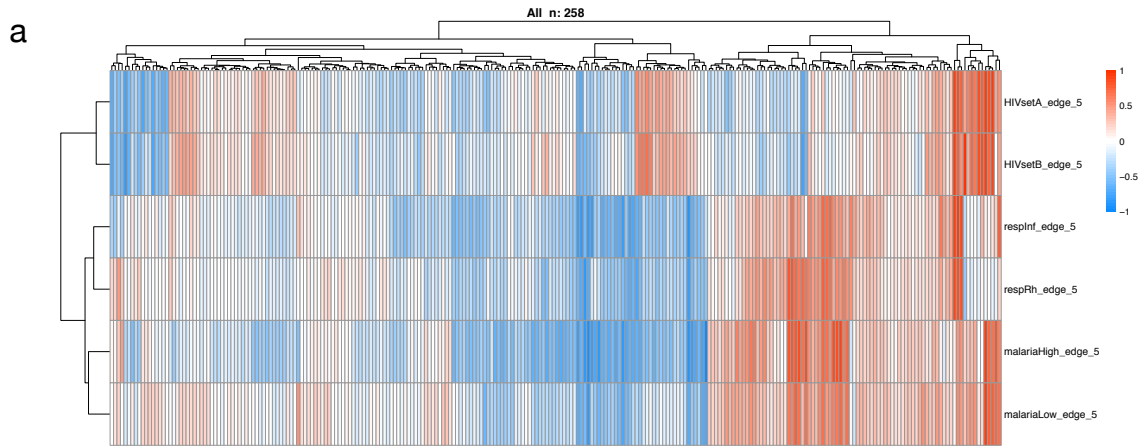 All n: 258
a
1
0.5
0
−0.5
−1
HIVsetA_edge_5
HIVsetB_edge_5
respInf_edge_5
respRh_edge_5
malariaHigh_edge_5
malariaLow_edge_5